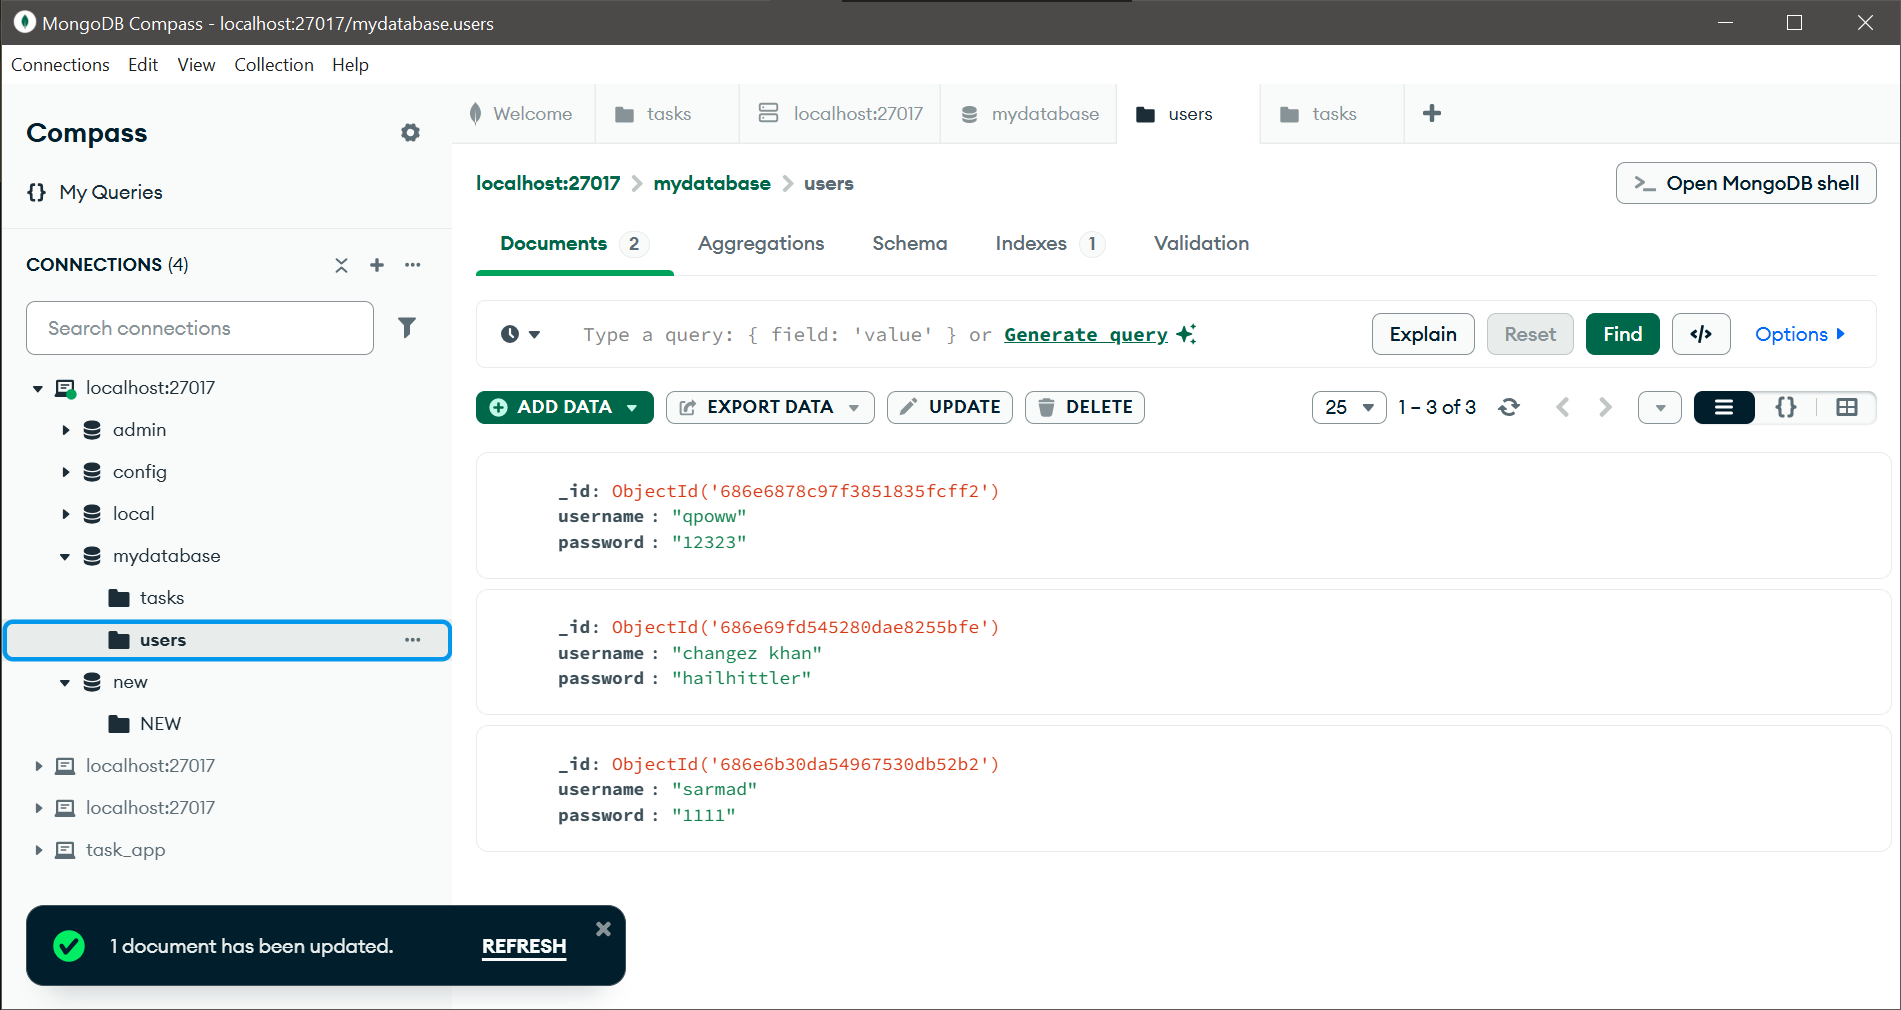 MongoDB Compass - localhost:27017/mydatabase.users
Connections Edit View Collection Help
Compass
My Queries
CONNECTIONS (4)
Search connections
localhost:27017
admin
config
local
mydatabase
tasks
users
new
NEW
localhost:27017
localhost:27017
task_app
Welcome tasks localhost:27017 mydatabase users tasks
localhost:27017 > mydatabase > users
>_ Open MongoDB shell
Documents 2 Aggregations Schema Indexes 1 Validation
Type a query: { field: 'value' } or Generate query
Explain Reset Find </> Options
ADD DATA EXPORT DATA UPDATE DELETE
25 1 – 3 of 3 {}
_id: ObjectId('686e6878c97f3851835fcff2')
username : "qpoww"
password : "12323"
_id: ObjectId('686e69fd545280dae8255bfe')
username : "changez khan"
password : "hailhittler"
_id: ObjectId('686e6b30da54967530db52b2')
username : "sarmad"
password : "1111"
1 document has been updated. REFRESH